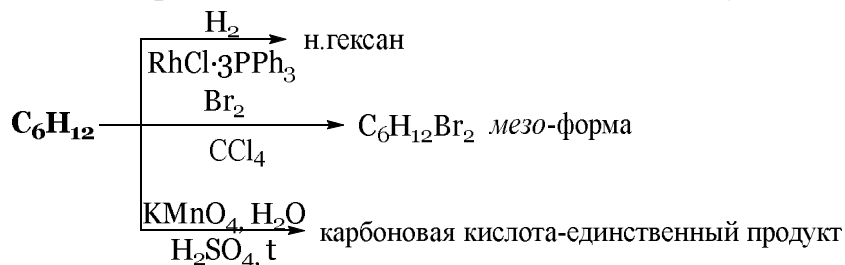 H₂
н.гексан
RhCl·3PPh₃
Br₂
C₆H₁₂
C₆H₁₂Br₂ мезо-форма
CCl₄
KMnO₄, H₂O
карбоновая кислота-единственный продукт
H₂SO₄, t